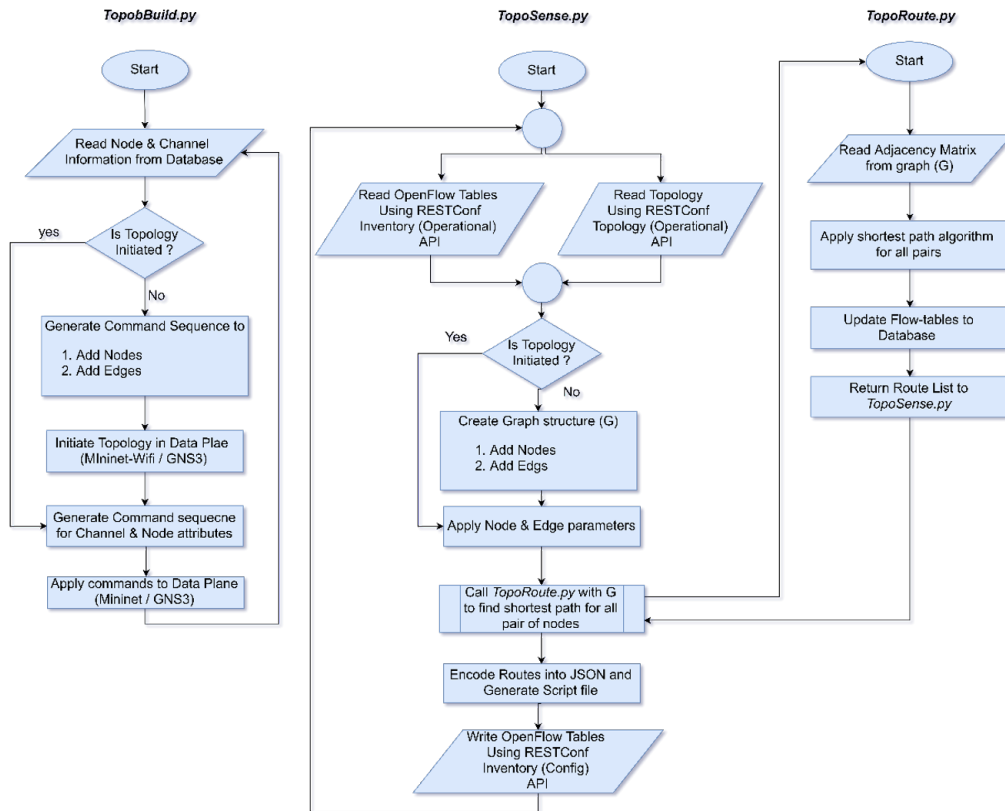 TopobBuild.py
Start
Read Node & Channel
Information from Database
Is Topology
Initiated ?
yes
No
Generate Command Sequence to
1. Add Nodes
2. Add Edges
Initiate Topology in Data Plae
(MIninet-Wifi / GNS3)
Generate Command sequecne
for Channel & Node attributes
Apply commands to Data Plane
(Mininet / GNS3)
TopoSense.py
Start
Read OpenFlow Tables
Using RESTConf
Inventory (Operational)
API
Read Topology
Using RESTConf
Topology (Operational)
API
Is Topology
Initiated ?
Yes
No
Create Graph structure (G)
1. Add Nodes
2. Add Edgs
Apply Node & Edge parameters
Call TopoRoute.py with G
to find shortest path for all
pair of nodes
Encode Routes into JSON and
Generate Script file
Write OpenFlow Tables
Using RESTConf
Inventory (Config)
API
TopoRoute.py
Start
Read Adjacency Matrix
from graph (G)
Apply shortest path algorithm
for all pairs
Update Flow-tables to
Database
Return Route List to
TopoSense.py